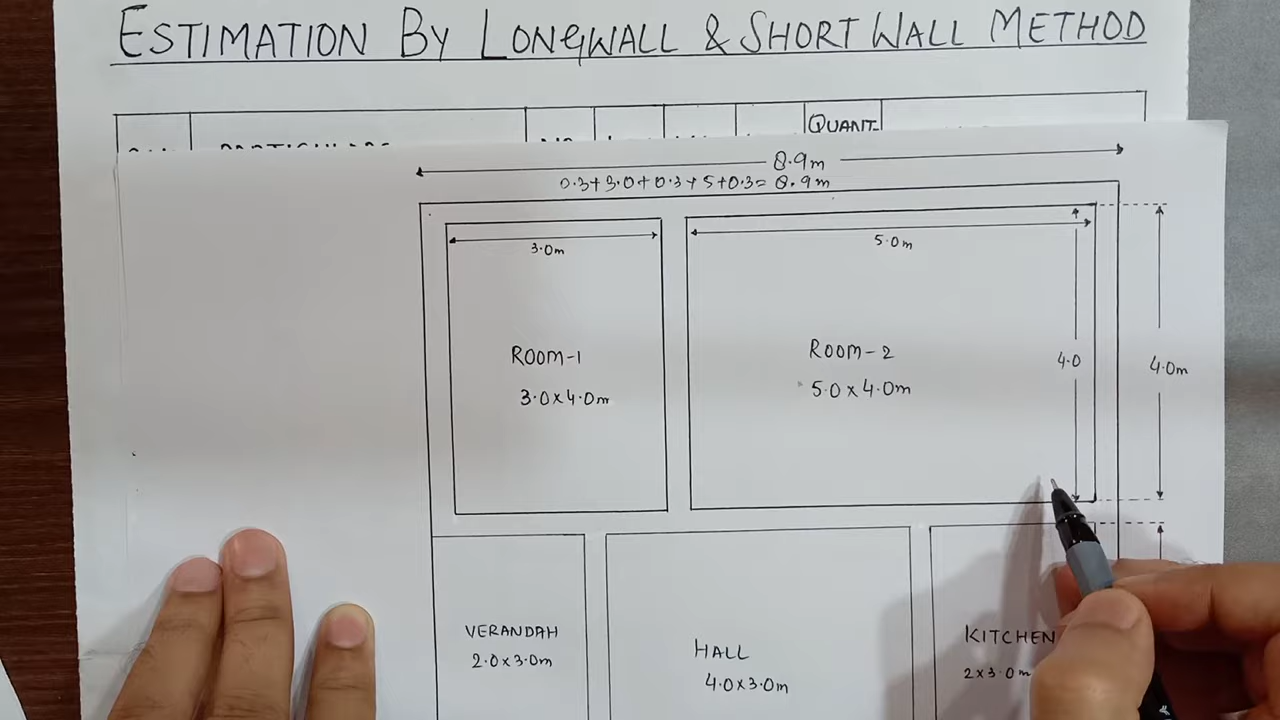 ESTIMATION BY LONGWALL & SHORT WALL METHOD
QUANT-
8.9m
0.3+3.0+0.3+5+0.3=8.9m
3.0m
5.0m
ROOM-1
3.0x4.0m
ROOM-2
5.0x4.0m
4.0
4.0m
VERANDAH
2.0x3.0m
HALL
4.0x3.0m
KITCHEN
2x3.0m